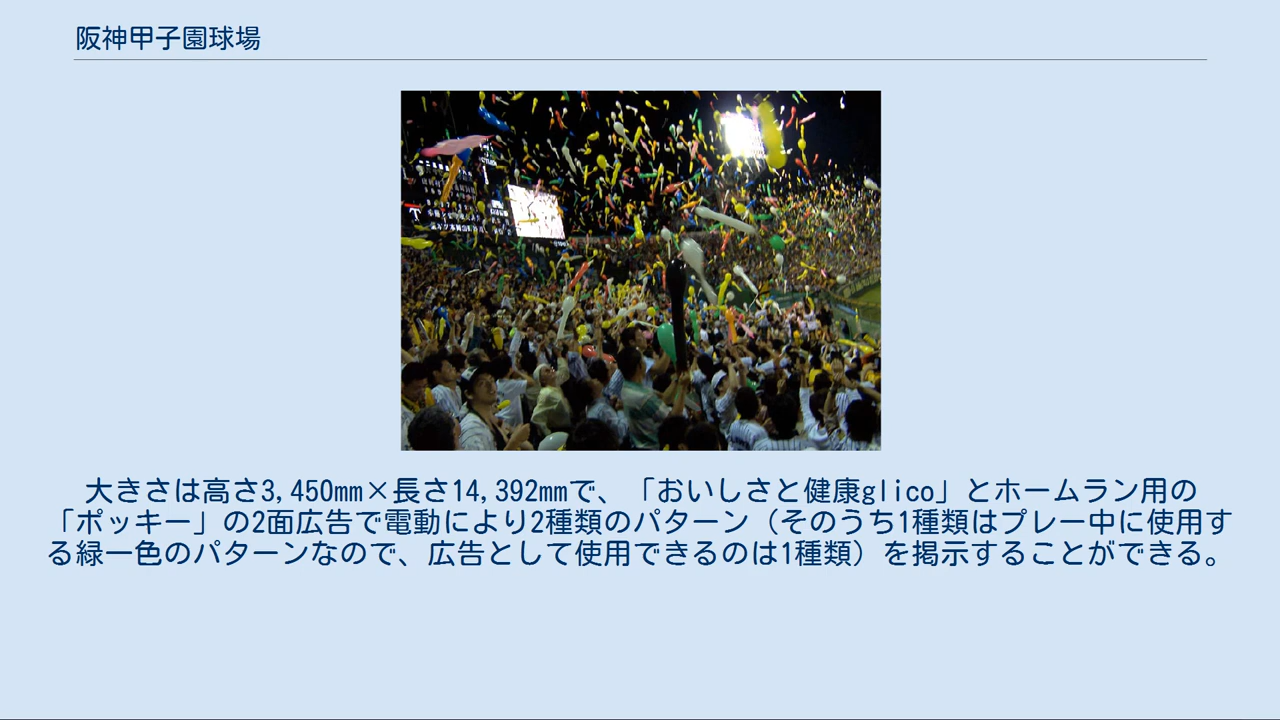 阪神甲子園球場
大きさは高さ3,450mm×長さ14,392mmで、「おいしさと健康glico」とホームラン用の
「ポッキー」の2面広告で電動により2種類のパターン（そのうち1種類はプレー中に使用す
る緑一色のパターンなので、広告として使用できるのは1種類）を掲示することができる。